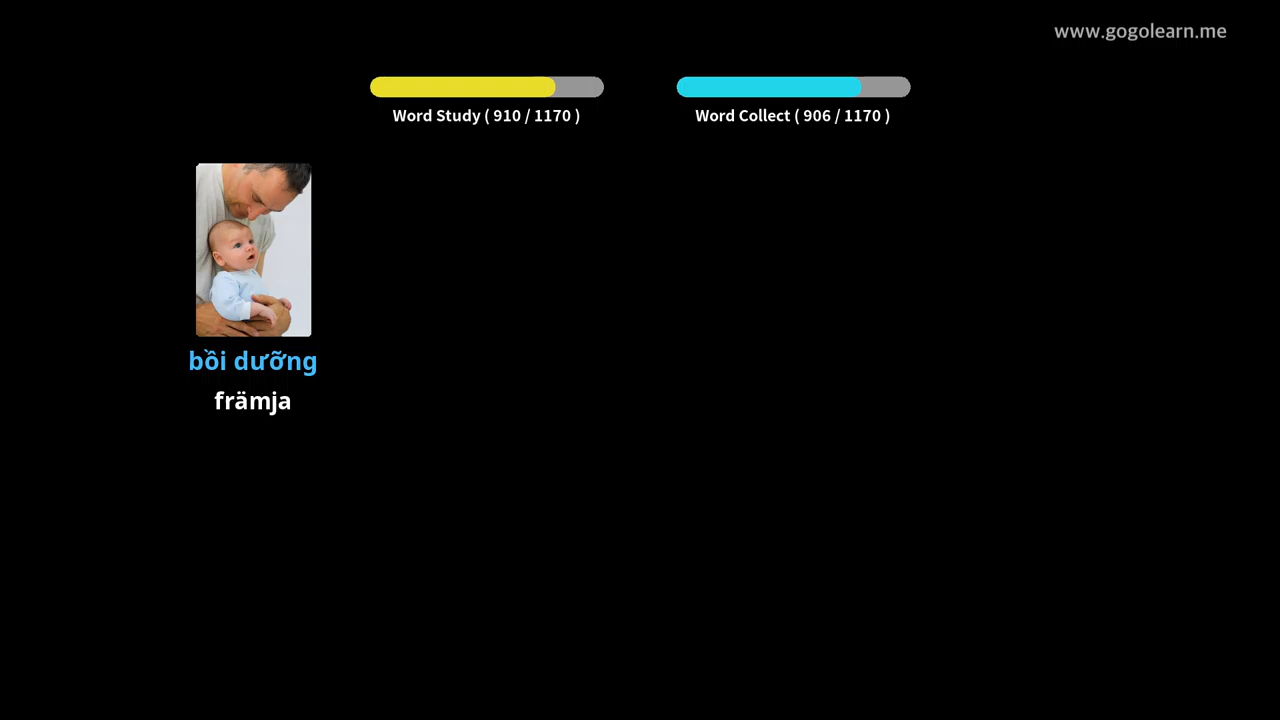 www.gogolearn.me
Word Study ( 910 / 1170 )
Word Collect ( 906 / 1170 )
bồi dưỡng
främja